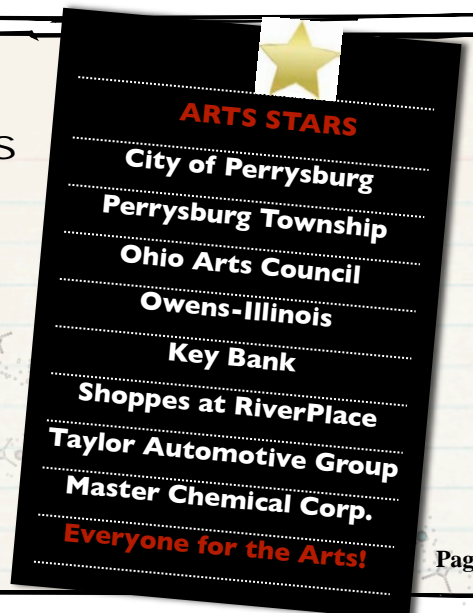 ARTS STARS
City of Perrysburg
Perrysburg Township
Ohio Arts Council
Owens-Illinois
Key Bank
Shoppes at RiverPlace
Taylor Automotive Group
Master Chemical Corp.
Everyone for the Arts!